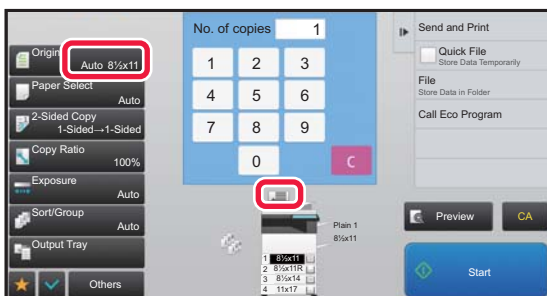 Origin
Auto 8½x11
Paper Select
Auto
2-Sided Copy
1-Sided→1-Sided
Copy Ratio
100%
Exposure
Auto
Sort/Group
Auto
Output Tray
Others
No. of copies 1
1 2 3
4 5 6
7 8 9
0 C
Plain 1
8½x11
1 8½x11
2 8½x11R
3 8½x14
4 11x17
Send and Print
Quick File
Store Data Temporarily
File
Store Data in Folder
Call Eco Program
Preview
CA
Start